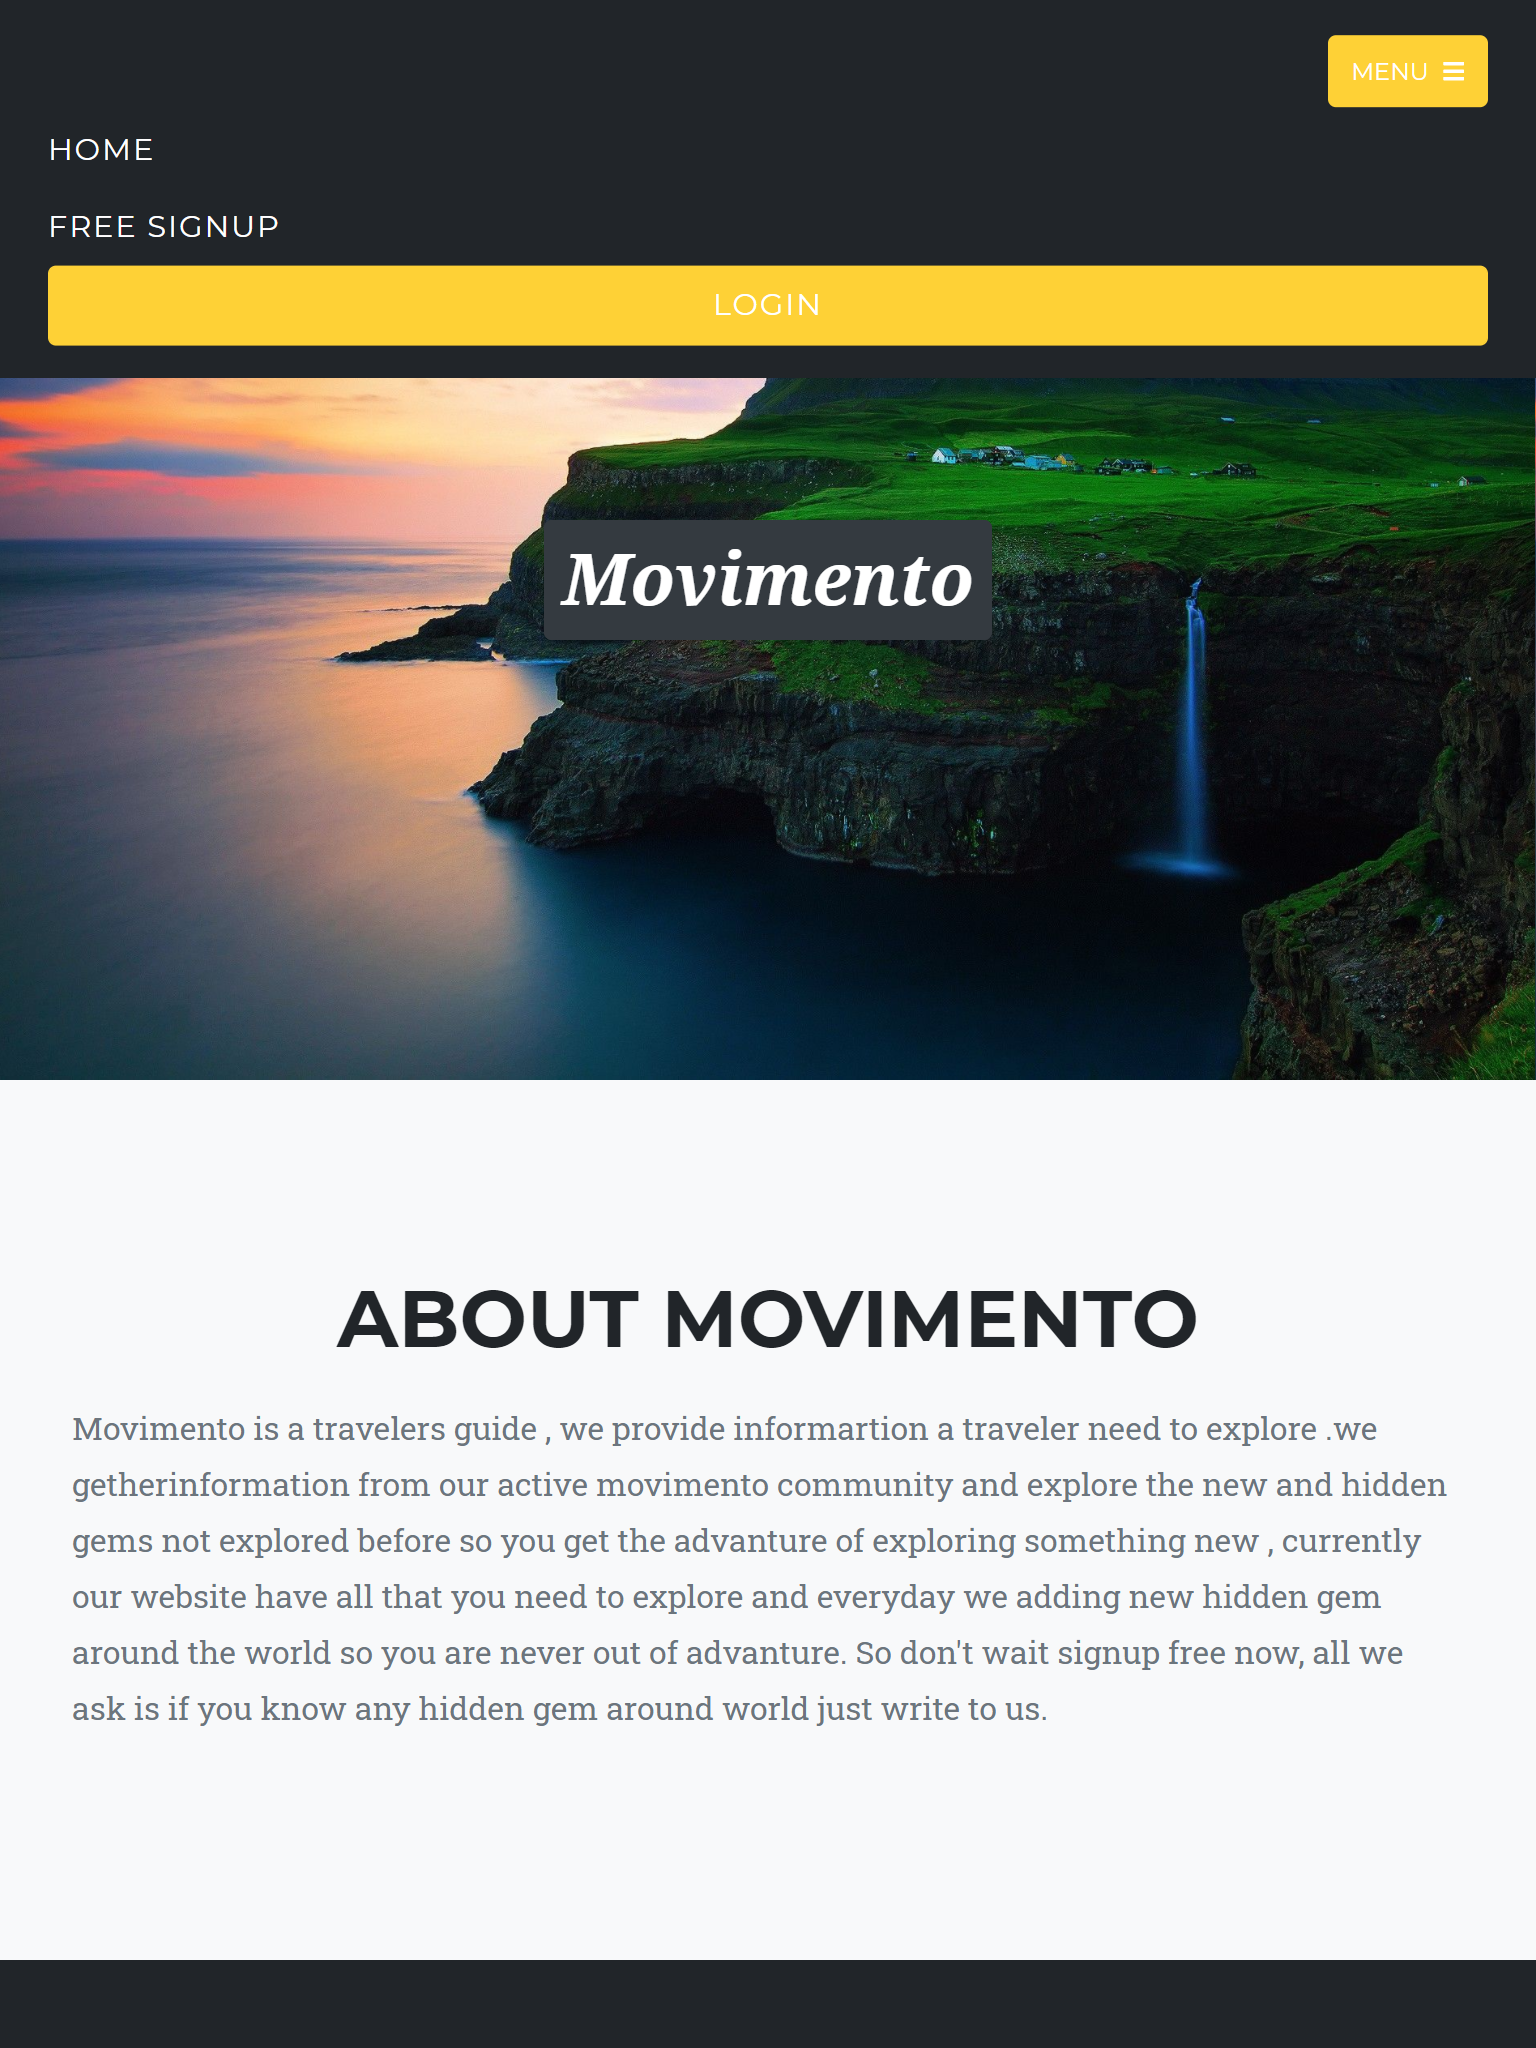 MENU
HOME
FREE SIGNUP
LOGIN
Movimento
ABOUT MOVIMENTO
Movimento is a travelers guide , we provide informartion a traveler need to explore .we
getherinformation from our active movimento community and explore the new and hidden
gems not explored before so you get the advanture of exploring something new , currently
our website have all that you need to explore and everyday we adding new hidden gem
around the world so you are never out of advanture. So don't wait signup free now, all we
ask is if you know any hidden gem around world just write to us.